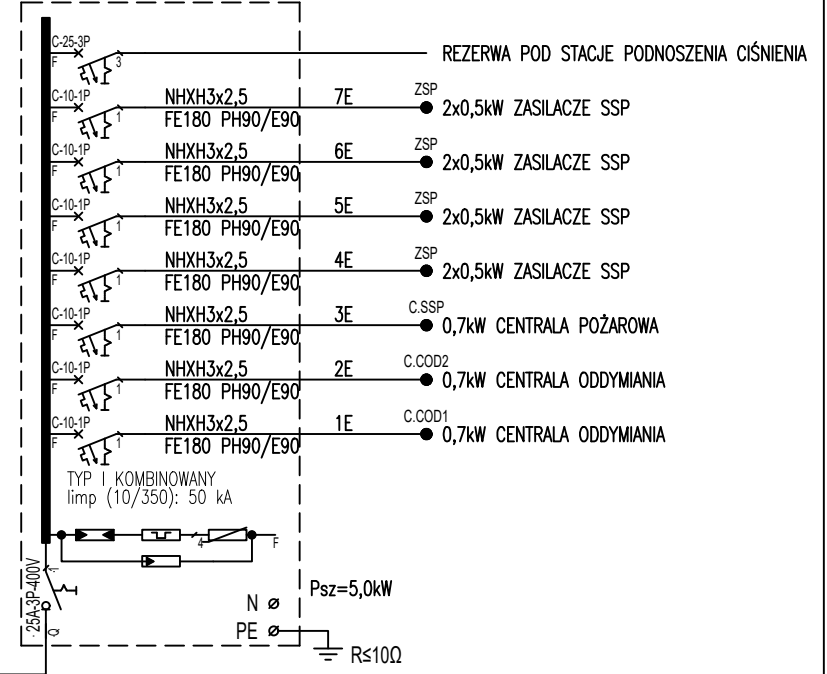 C-25-3P
F 3 REZERWA POD STACJE PODNOSZENIA CIŚNIENIA
C-10-1P NHXH3x2,5 7E ZSP
F 1 FE180 PH90/E90 2x0,5kW ZASILACZE SSP
C-10-1P NHXH3x2,5 6E ZSP
F 1 FE180 PH90/E90 2x0,5kW ZASILACZE SSP
C-10-1P NHXH3x2,5 5E ZSP
F 1 FE180 PH90/E90 2x0,5kW ZASILACZE SSP
C-10-1P NHXH3x2,5 4E ZSP
F 1 FE180 PH90/E90 2x0,5kW ZASILACZE SSP
C-10-1P NHXH3x2,5 3E C.SSP
F 1 FE180 PH90/E90 0,7kW CENTRALA POŻAROWA
C-10-1P NHXH3x2,5 2E C.COD2
F 1 FE180 PH90/E90 0,7kW CENTRALA ODDYMIANIA
C-10-1P NHXH3x2,5 1E C.COD1
F 1 FE180 PH90/E90 0,7kW CENTRALA ODDYMIANIA
TYP I KOMBINOWANY
Iimp (10/350): 50 kA
4 F
25A-3P-400V
1
Q
Psz=5,0kW
N
PE
R≤10Ω